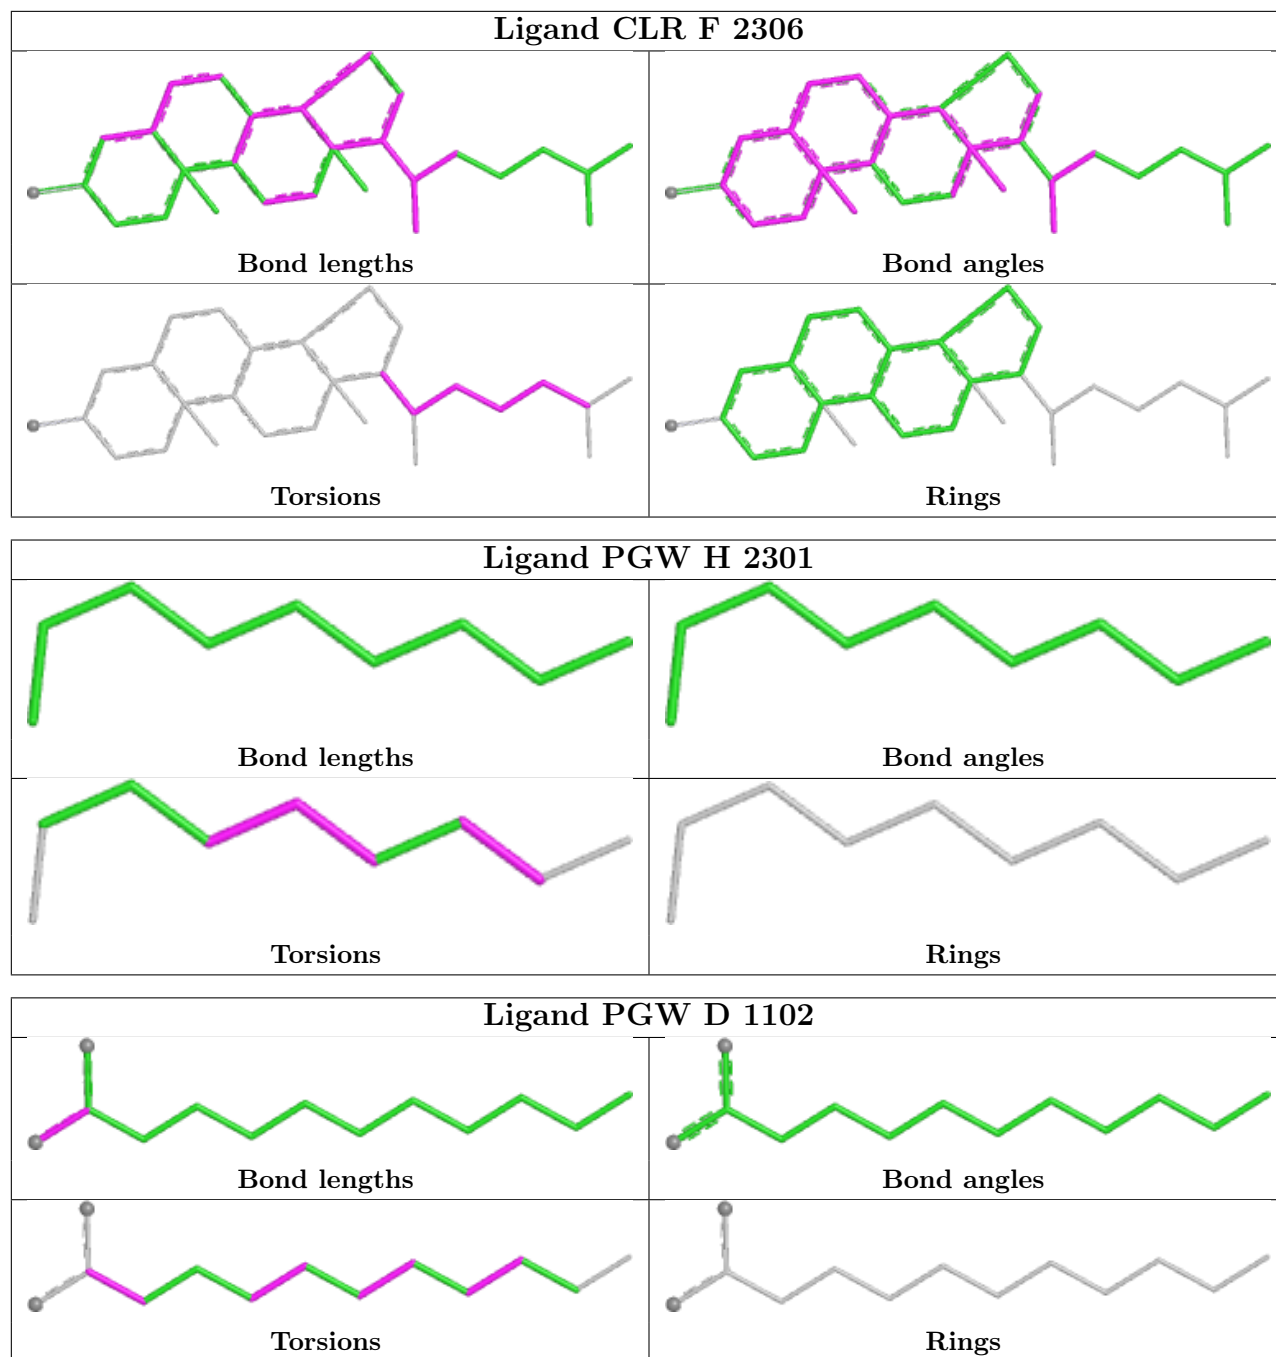 Ligand CLR F 2306
Bond lengths
Bond angles
Torsions
Rings
Ligand PGW H 2301
Bond lengths
Bond angles
Torsions
Rings
Ligand PGW D 1102
Bond lengths
Bond angles
Torsions
Rings